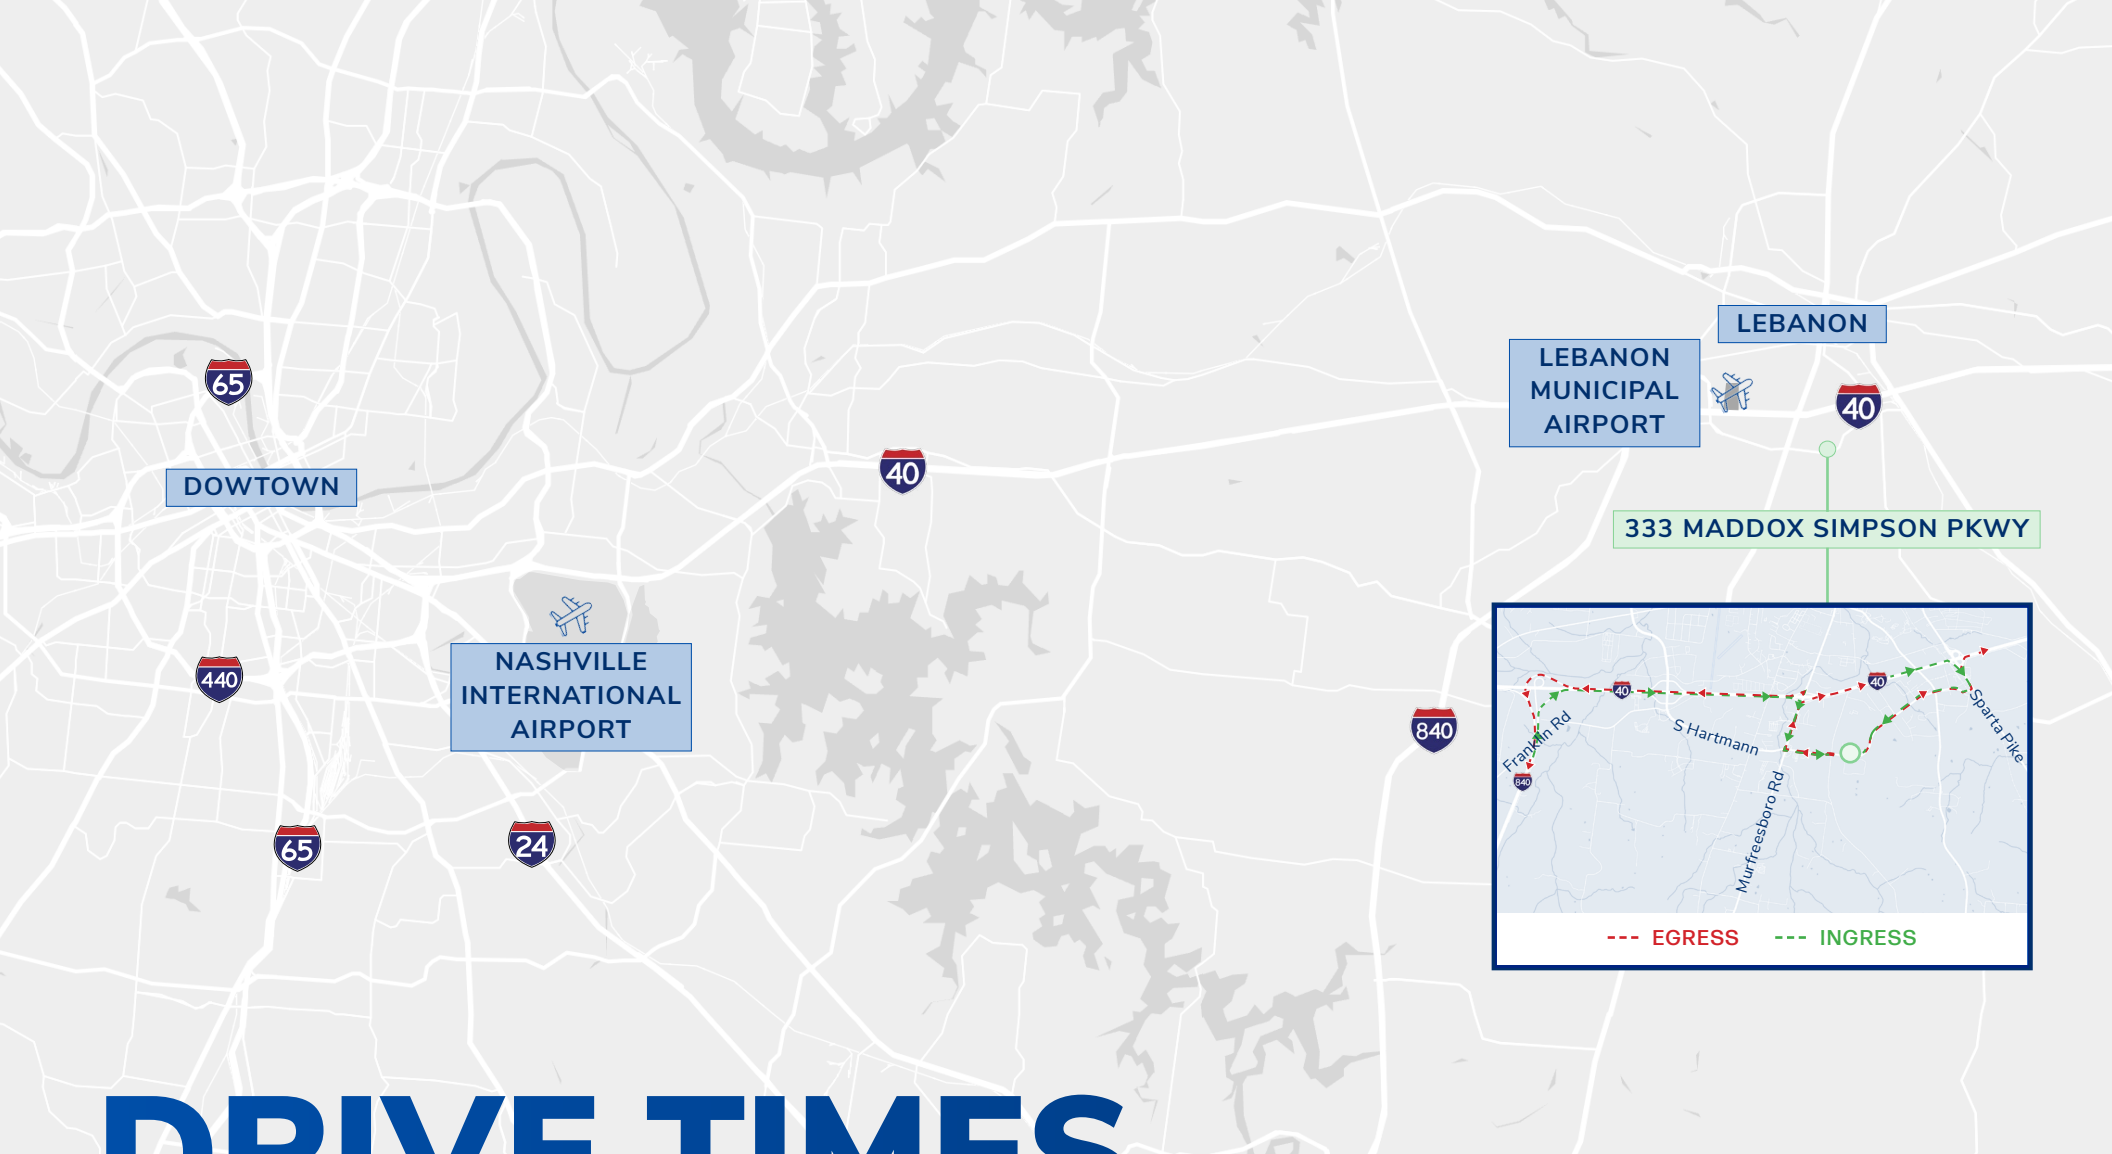 LEBANON
LEBANON
MUNICIPAL
AIRPORT
65
40
40
DOWTOWN
333 MADDOX SIMPSON PKWY
NASHVILLE
INTERNATIONAL
AIRPORT
440
840
65
24
40
40
Franklin Rd
S Hartmann
Sparta Pike
840
Murfreesboro Rd
EGRESS
INGRESS
DRIVE TIMES